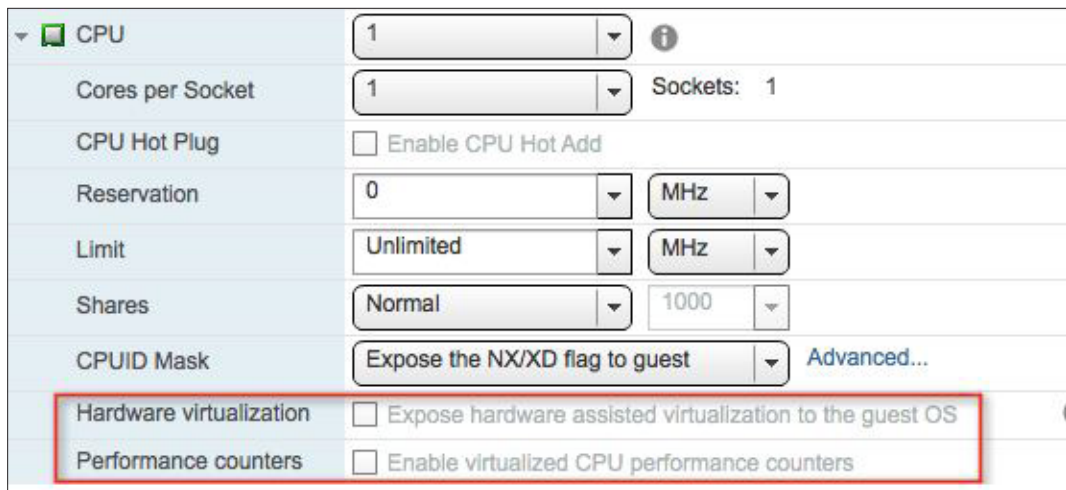 CPU 1
Cores per Socket 1 Sockets: 1
CPU Hot Plug Enable CPU Hot Add
Reservation 0 MHz
Limit Unlimited MHz
Shares Normal 1000
CPUID Mask Expose the NX/XD flag to guest Advanced...
Hardware virtualization Expose hardware assisted virtualization to the guest OS
Performance counters Enable virtualized CPU performance counters